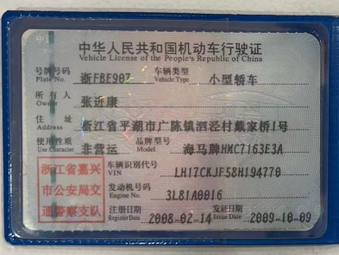 中华人民共和国机动车行驶证
Vehicle License of the People's Republic of China
号牌号码 浙FBF907 车辆类型 小型轿车
Plate No. Vehicle Type
所有人 张近康
Owner
住址 浙江省平湖市广陈镇泗泾村戴家桥1号
Address
使用性质 非营运 品牌型号 海马牌HMC7163E3A
Use Character Model
浙江省嘉兴 车辆识别代号 LH17CKJF58H194770
VIN
市公安局交 发动机号码 3L81A0016
Engine No.
通警察支队 注册日期 2008-02-14 发证日期 2009-10-09
Register Date Issue Date